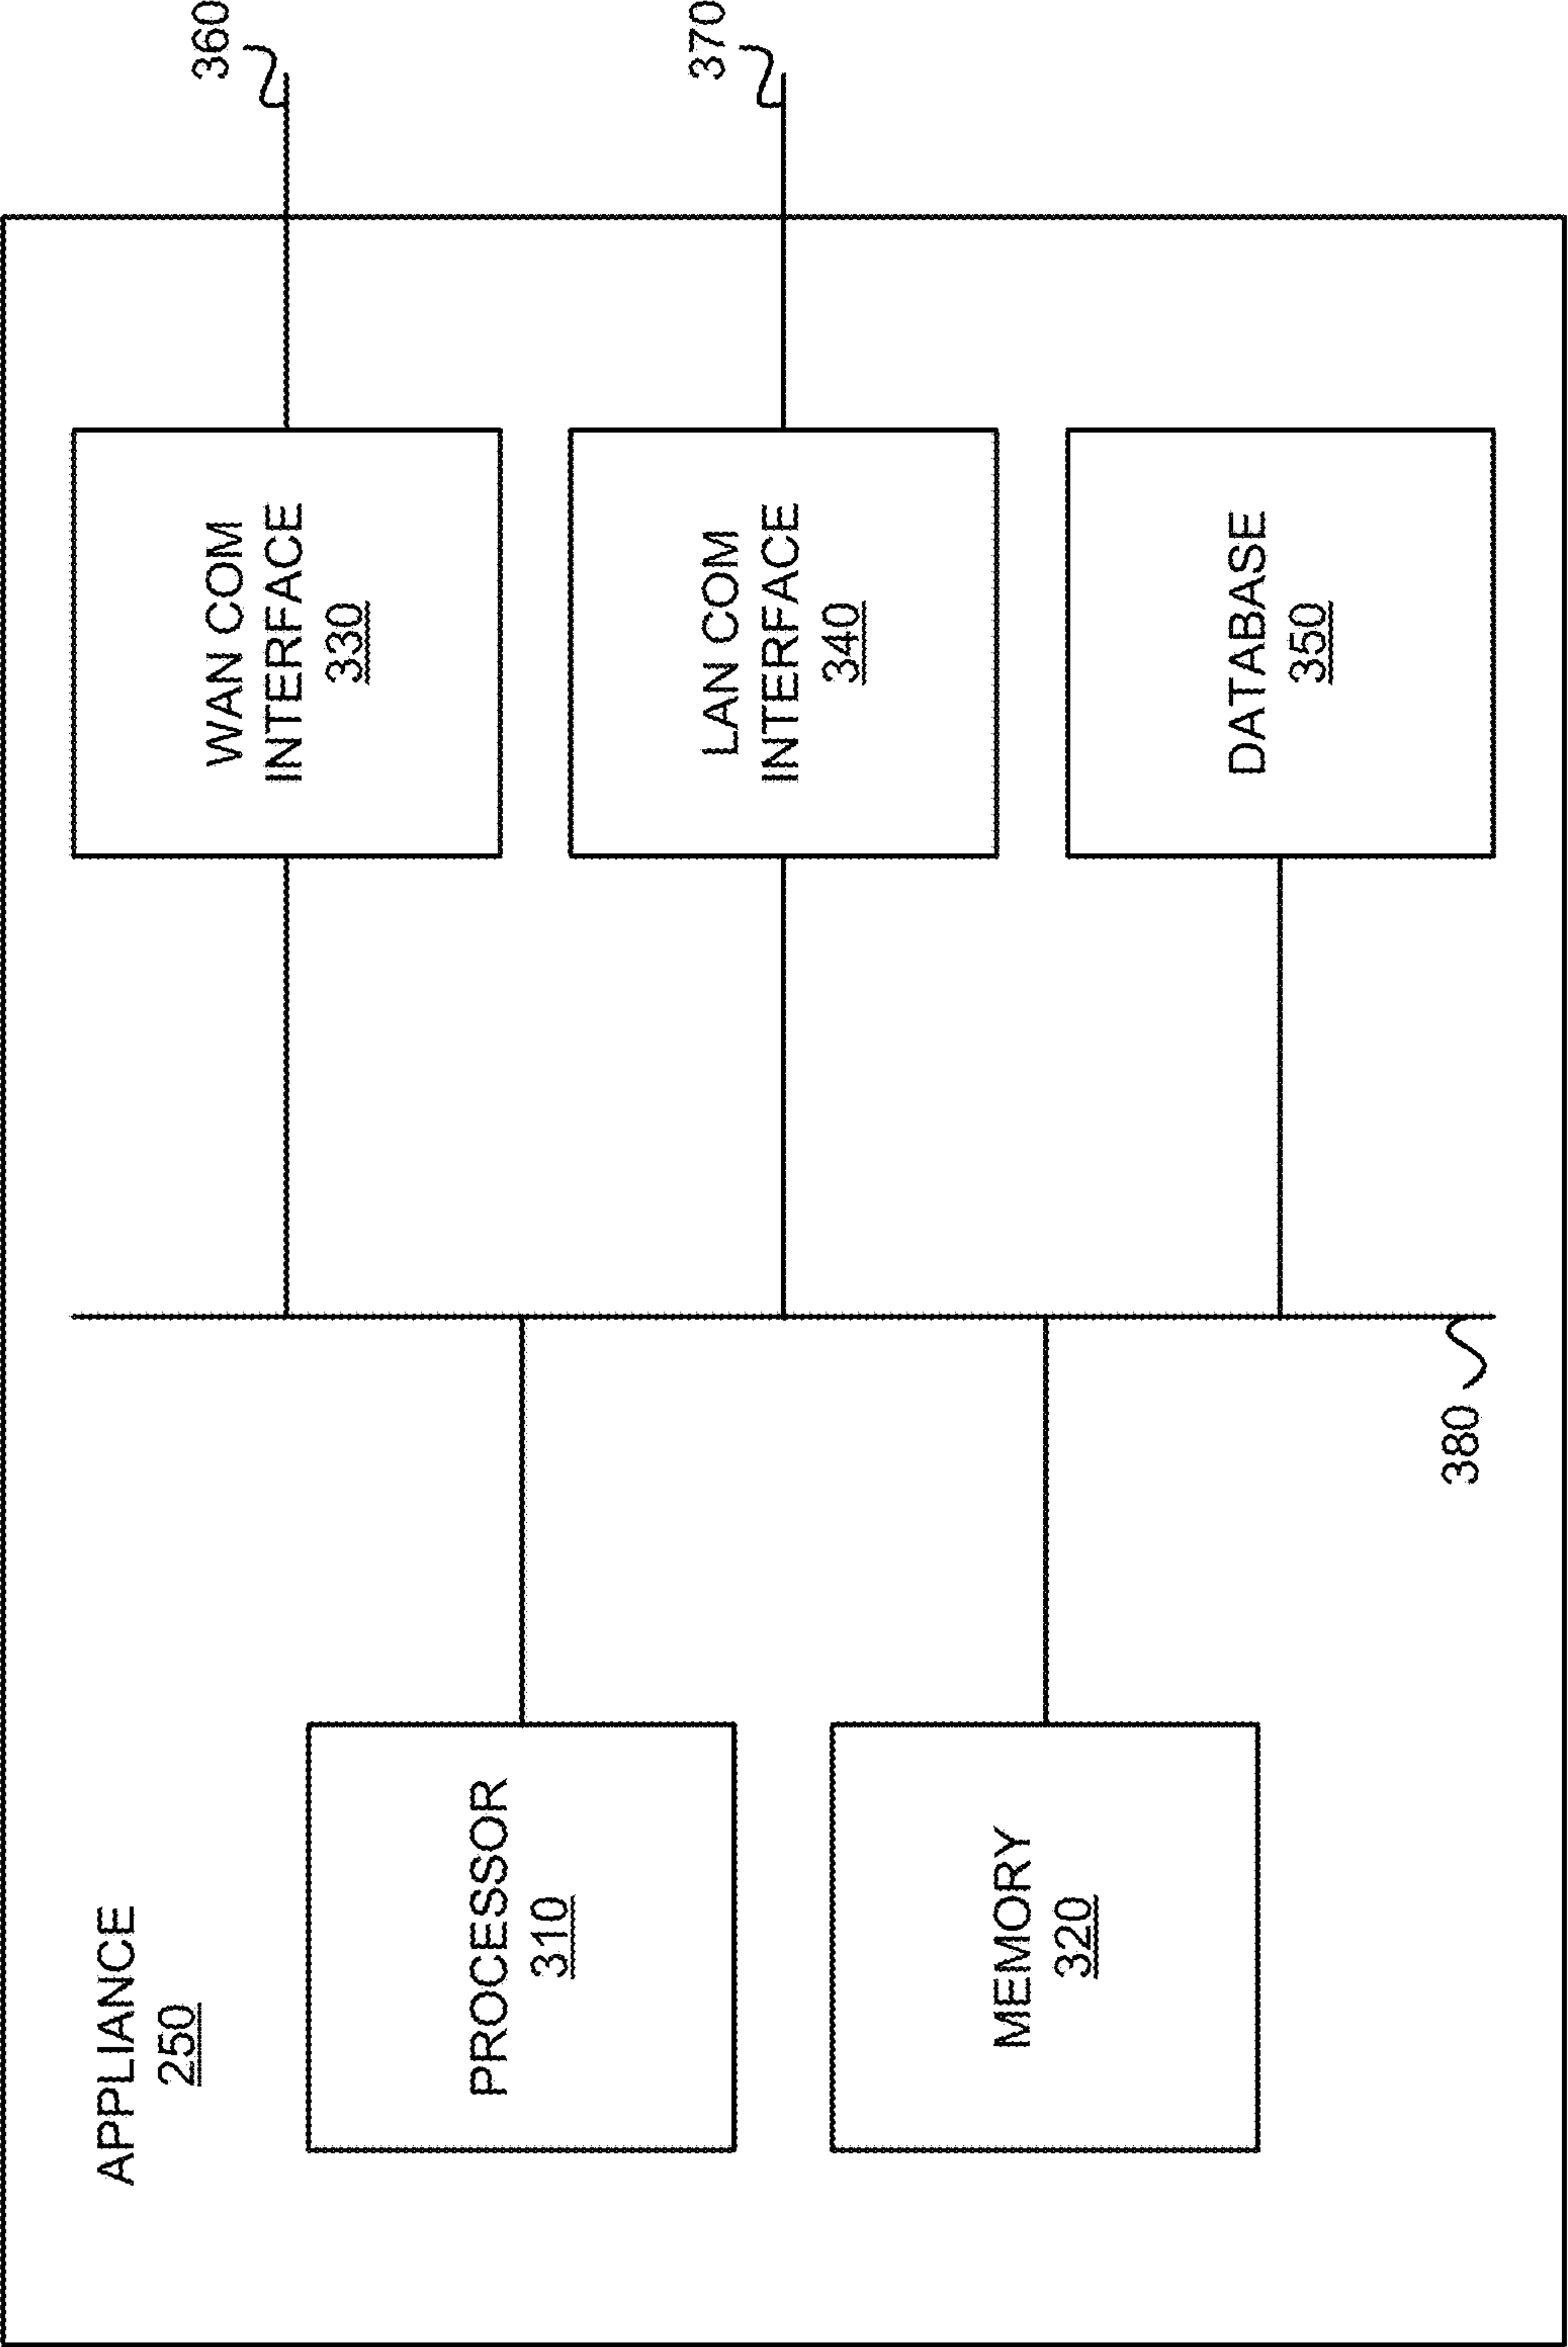 APPLIANCE
250
PROCESSOR
310
MEMORY
320
380
WAN COM
INTERFACE
330
LAN COM
INTERFACE
340
DATABASE
350
360
370